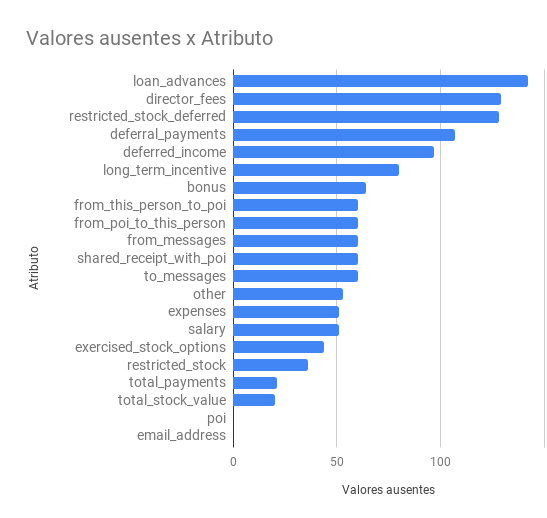 Valores ausentes x Atributo
loan_advances
director_fees
restricted_stock_deferred
deferral_payments
deferred_income
long_term_incentive
bonus
from_this_person_to_poi
from_poi_to_this_person
from_messages
shared_receipt_with_poi
to_messages
other
expenses
salary
exercised_stock_options
restricted_stock
total_payments
total_stock_value
poi
email_address
Atributo
0 50 100
Valores ausentes